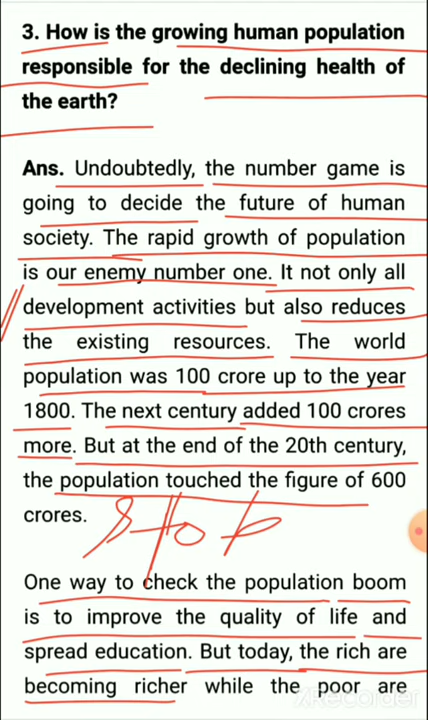 3. How is the growing human population
responsible for the declining health of
the earth?
Ans. Undoubtedly, the number game is
going to decide the future of human
society. The rapid growth of population
is our enemy number one. It not only all
development activities but also reduces
the existing resources. The world
population was 100 crore up to the year
1800. The next century added 100 crores
more. But at the end of the 20th century,
the population touched the figure of 600
crores.
Stop
One way to check the population boom
is to improve the quality of life and
spread education. But today, the rich are
becoming richer while the poor are
XRecorder